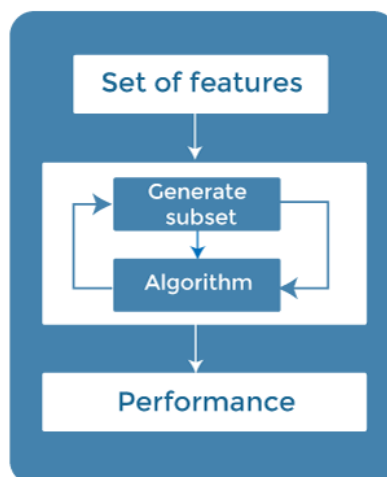 Set of features
Generate
subset
Algorithm
Performance